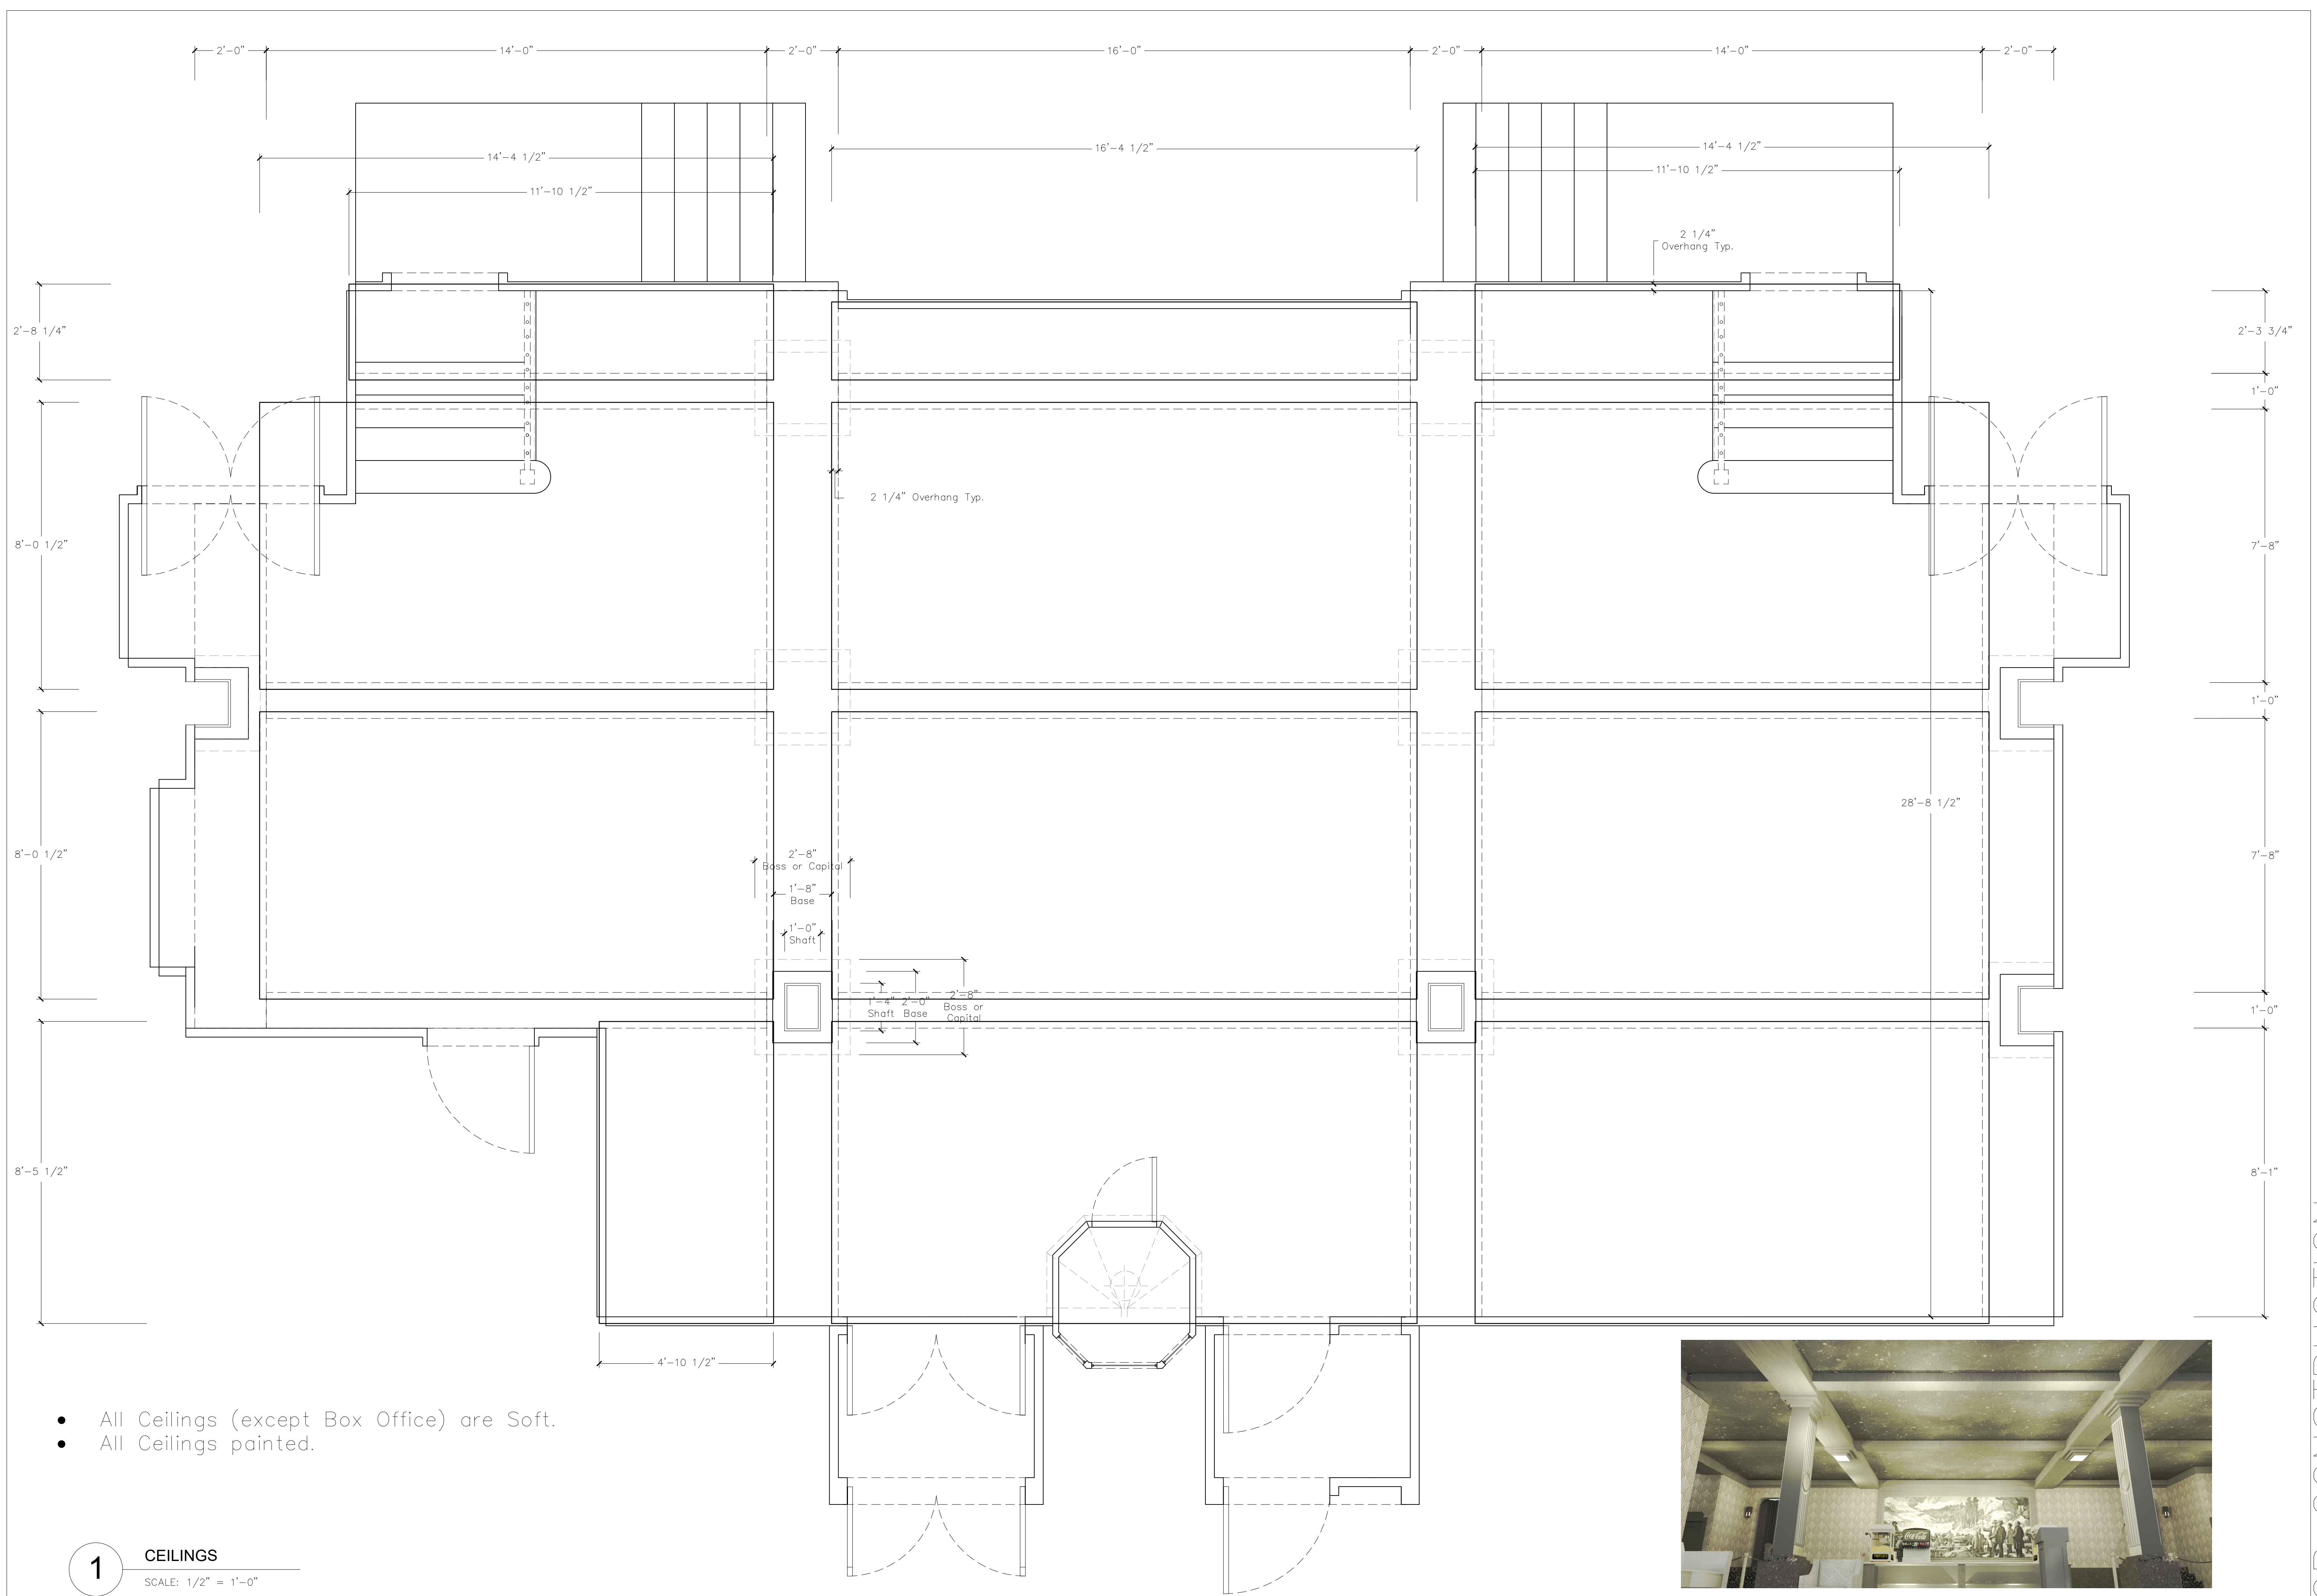 2'-0"
14'-0"
2'-0"
16'-0"
2'-0"
14'-0"
2'-0"
14'-4 1/2"
16'-4 1/2"
14'-4 1/2"
11'-10 1/2"
11'-10 1/2"
2 1/4"
Overhang Typ.
2'-8 1/4"
2'-3 3/4"
1'-0"
2 1/4" Overhang Typ.
8'-0 1/2"
7'-8"
1'-0"
28'-8 1/2"
8'-0 1/2"
2'-8"
Boss or Capital
7'-8"
1'-8"
Base
1'-0"
Shaft
1'-4"
Shaft
2'-0"
Base
2'-8"
Boss or
Capital
1'-0"
8'-5 1/2"
8'-1"
4'-10 1/2"
• All Ceilings (except Box Office) are Soft.
• All Ceilings painted.
Coca-Cola
1
CEILINGS
SCALE: 1/2" = 1'-0"